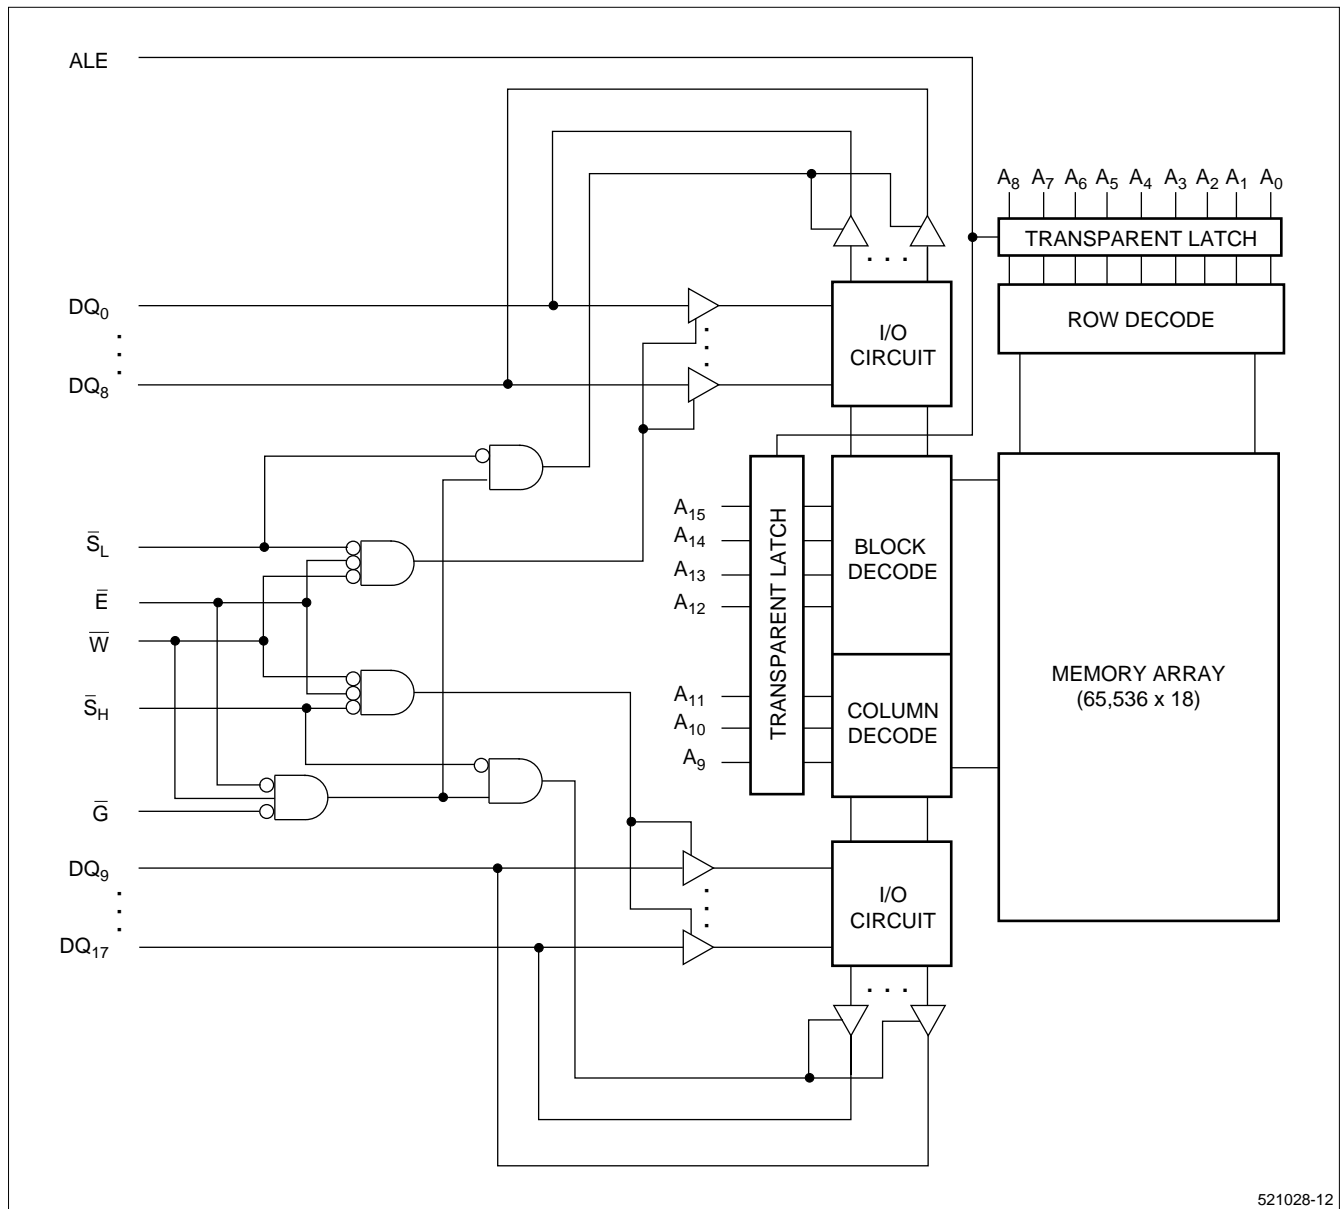 ALE
A₈ A₇ A₆ A₅ A₄ A₃ A₂ A₁ A₀
TRANSPARENT LATCH
DQ₀
I/O
CIRCUIT
ROW DECODE
DQ₈
S̅L
E̅
W̅
S̅H
G̅
A₁₅
A₁₄
A₁₃
A₁₂
A₁₁
A₁₀
A₉
TRANSPARENT LATCH
BLOCK
DECODE
COLUMN
DECODE
MEMORY ARRAY
(65,536 x 18)
DQ₉
DQ₁₇
I/O
CIRCUIT
521028-12